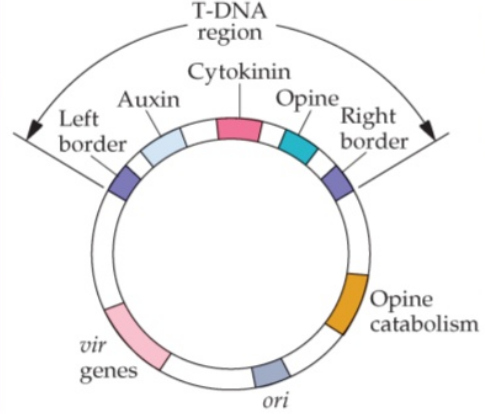 T-DNA
region
Cytokinin
Auxin
Opine
Left
border
Right
border
Opine
catabolism
vir
genes
ori